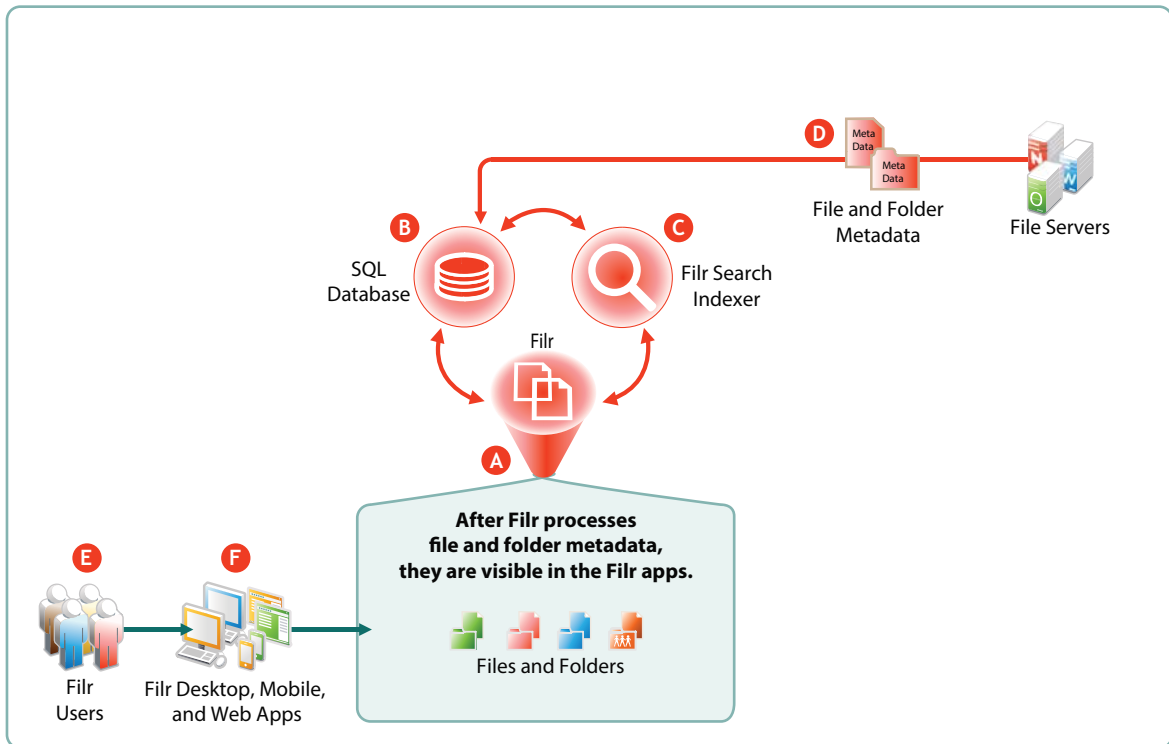 D
Meta
Data
Meta
Data
N
W
O
File and Folder
Metadata
File Servers
B
C
SQL
Database
Filr Search
Indexer
Filr
A
After Filr processes
file and folder metadata,
they are visible in the Filr apps.
Files and Folders
E
F
Filr
Users
Filr Desktop, Mobile,
and Web Apps